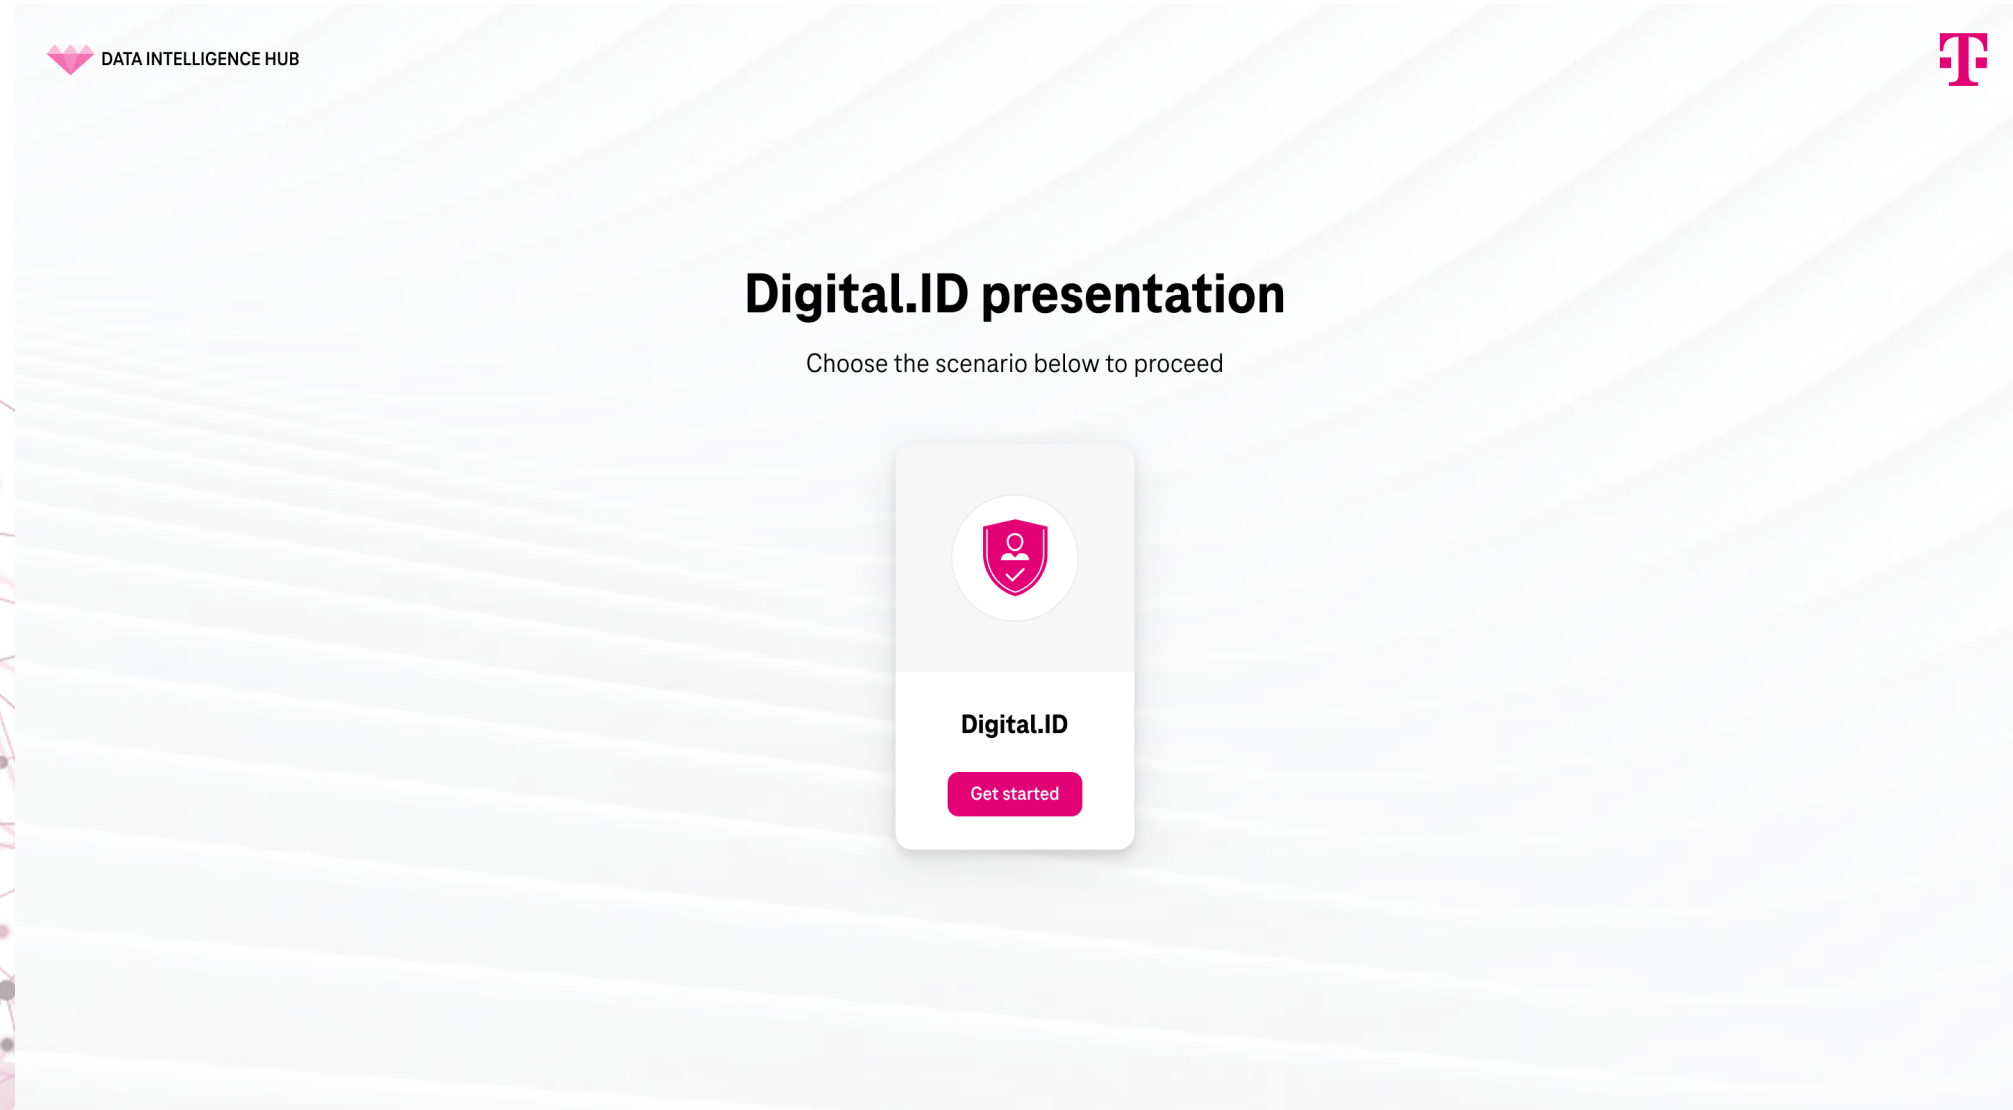 DATA INTELLIGENCE HUB
T
Digital.ID presentation
Choose the scenario below to proceed
Digital.ID
Get started